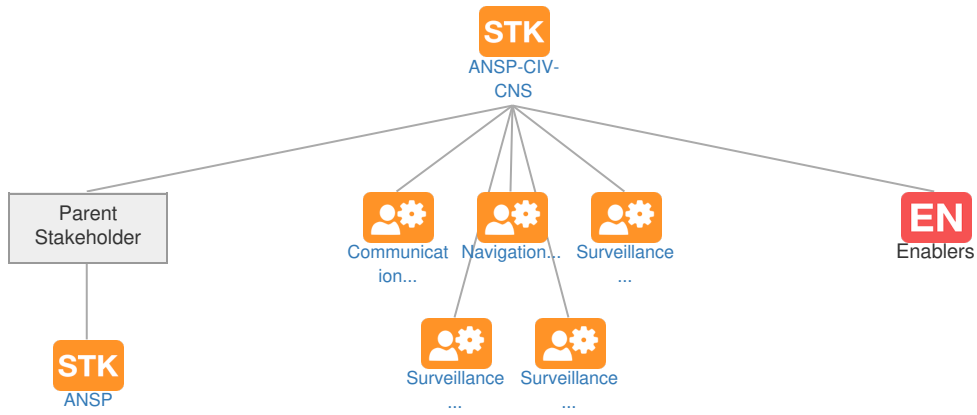 STK
ANSP-CIV-
CNS
Parent
Stakeholder
Communicat
ion...
Navigation...
Surveillance
...
EN
Enablers
STK
ANSP
Surveillance
...
Surveillance
...